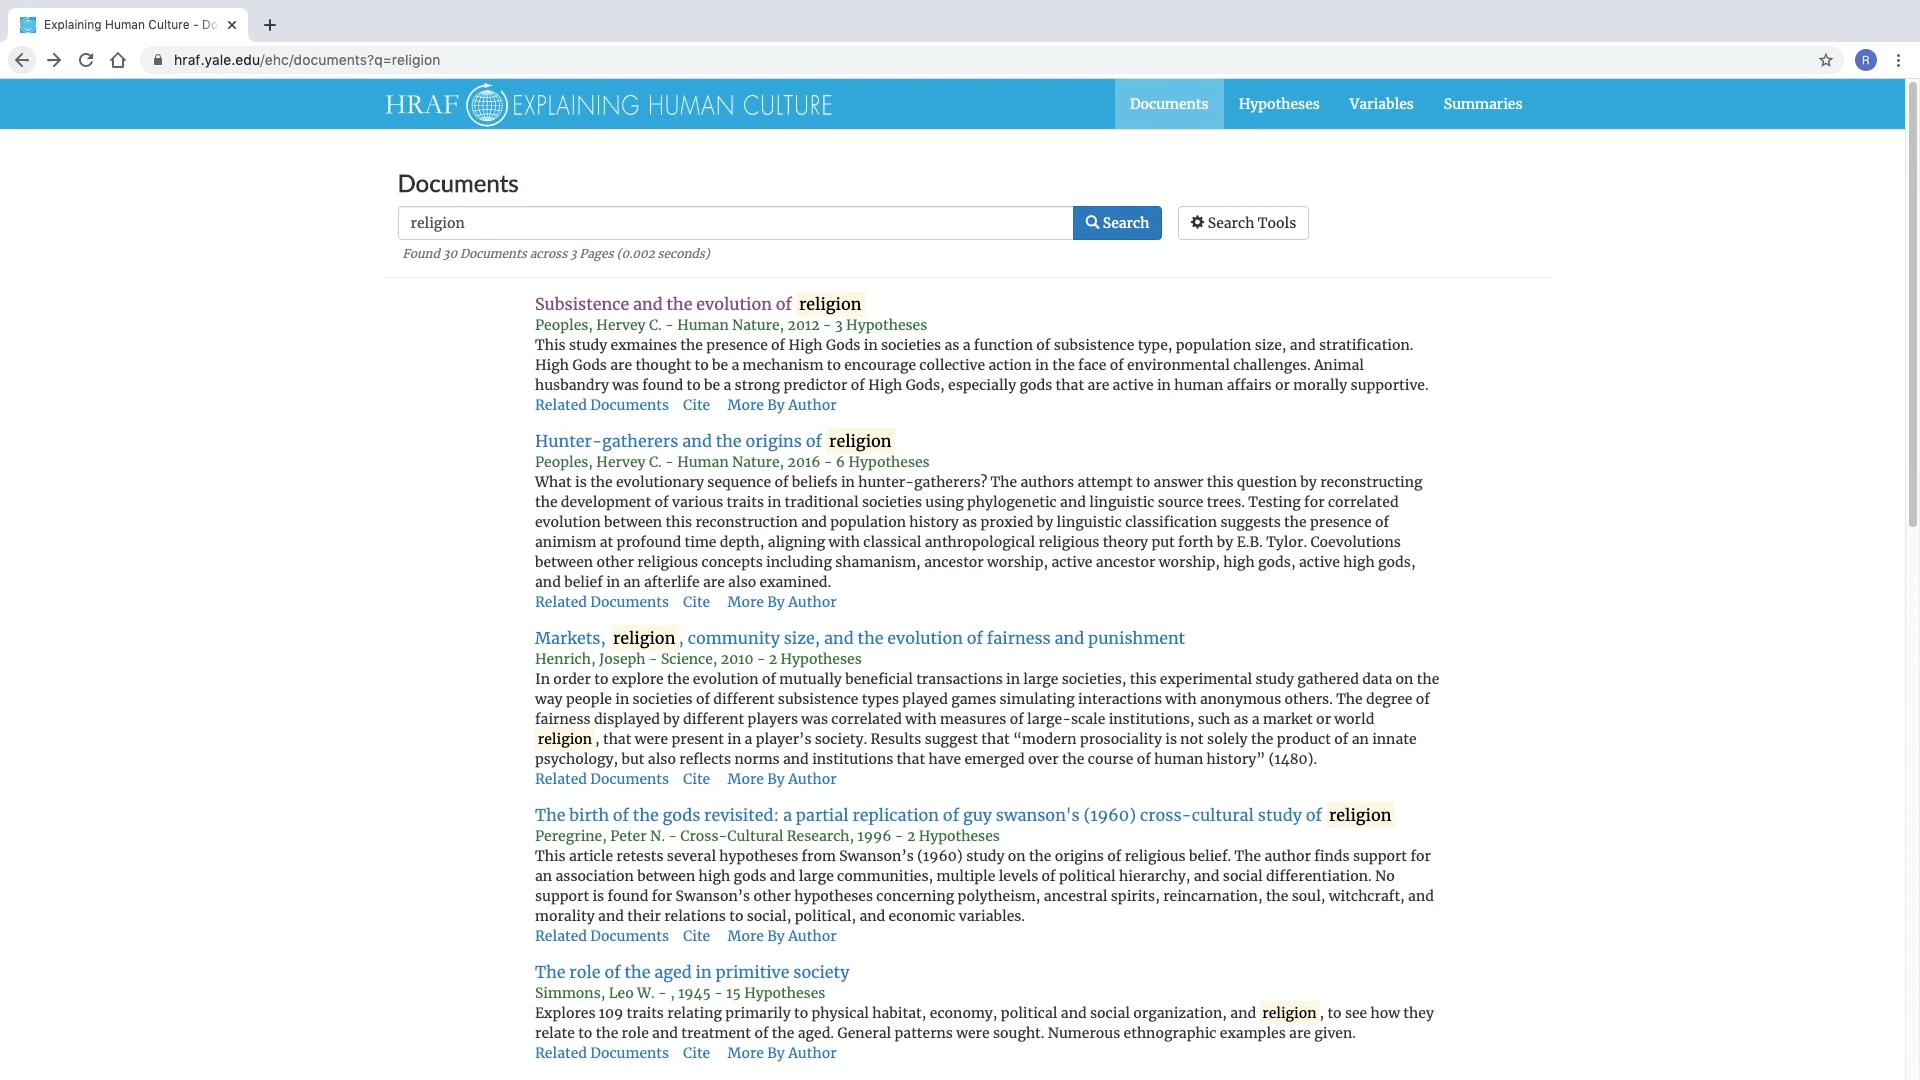 Explaining Human Culture - Do
hraf.yale.edu/ehc/documents?q=religion
R
HRAF EXPLAINING HUMAN CULTURE
Documents Hypotheses Variables Summaries
Documents
religion Search Search Tools
Found 30 Documents across 3 Pages (0.002 seconds)
Subsistence and the evolution of religion
Peoples, Hervey C. - Human Nature, 2012 - 3 Hypotheses
This study exmaines the presence of High Gods in societies as a function of subsistence type, population size, and stratification.
High Gods are thought to be a mechanism to encourage collective action in the face of environmental challenges. Animal
husbandry was found to be a strong predictor of High Gods, especially gods that are active in human affairs or morally supportive.
Related Documents Cite More By Author
Hunter-gatherers and the origins of religion
Peoples, Hervey C. - Human Nature, 2016 - 6 Hypotheses
What is the evolutionary sequence of beliefs in hunter-gatherers? The authors attempt to answer this question by reconstructing
the development of various traits in traditional societies using phylogenetic and linguistic source trees. Testing for correlated
evolution between this reconstruction and population history as proxied by linguistic classification suggests the presence of
animism at profound time depth, aligning with classical anthropological religious theory put forth by E.B. Tylor. Coevolutions
between other religious concepts including shamanism, ancestor worship, active ancestor worship, high gods, active high gods,
and belief in an afterlife are also examined.
Related Documents Cite More By Author
Markets, religion, community size, and the evolution of fairness and punishment
Henrich, Joseph - Science, 2010 - 2 Hypotheses
In order to explore the evolution of mutually beneficial transactions in large societies, this experimental study gathered data on the
way people in societies of different subsistence types played games simulating interactions with anonymous others. The degree of
fairness displayed by different players was correlated with measures of large-scale institutions, such as a market or world
religion, that were present in a player’s society. Results suggest that “modern prosociality is not solely the product of an innate
psychology, but also reflects norms and institutions that have emerged over the course of human history” (1480).
Related Documents Cite More By Author
The birth of the gods revisited: a partial replication of guy swanson's (1960) cross-cultural study of religion
Peregrine, Peter N. - Cross-Cultural Research, 1996 - 2 Hypotheses
This article retests several hypotheses from Swanson’s (1960) study on the origins of religious belief. The author finds support for
an association between high gods and large communities, multiple levels of political hierarchy, and social differentiation. No
support is found for Swanson’s other hypotheses concerning polytheism, ancestral spirits, reincarnation, the soul, witchcraft, and
morality and their relations to social, political, and economic variables.
Related Documents Cite More By Author
The role of the aged in primitive society
Simmons, Leo W. - , 1945 - 15 Hypotheses
Explores 109 traits relating primarily to physical habitat, economy, political and social organization, and religion, to see how they
relate to the role and treatment of the aged. General patterns were sought. Numerous ethnographic examples are given.
Related Documents Cite More By Author